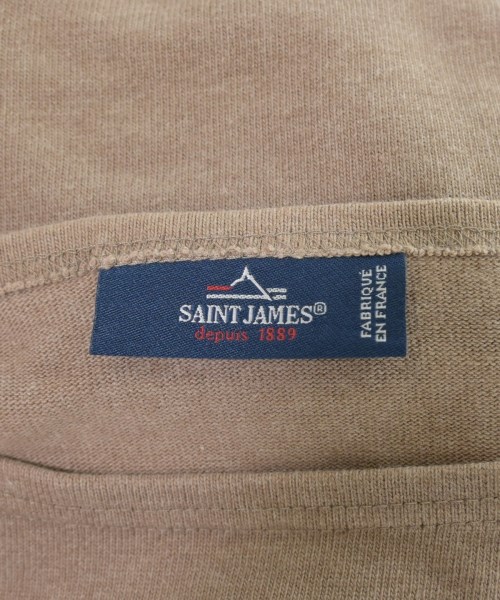 SAINT JAMES®
depuis 1889
FABRIQUÉ
EN FRANCE